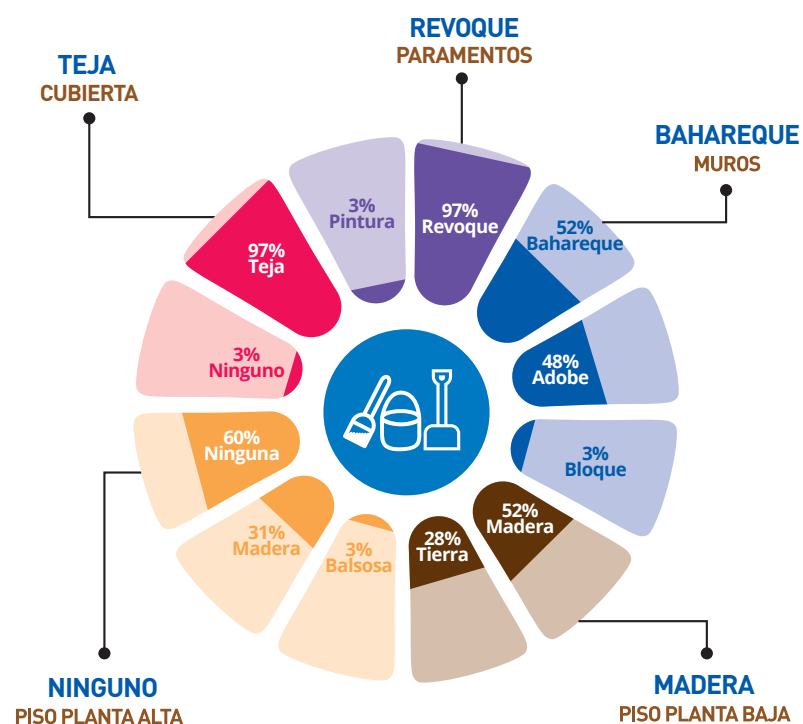 REVOQUE
PARAMENTOS
TEJA
CUBIERTA
BAHAREQUE
MUROS
3%
Pintura
97%
Revoque
52%
Bahareque
97%
Teja
48%
Adobe
3%
Ninguno
3%
Bloque
60%
Ninguna
52%
Madera
31%
Madera
28%
Tierra
3%
Balsosa
NINGUNO
PISO PLANTA ALTA
MADERA
PISO PLANTA BAJA